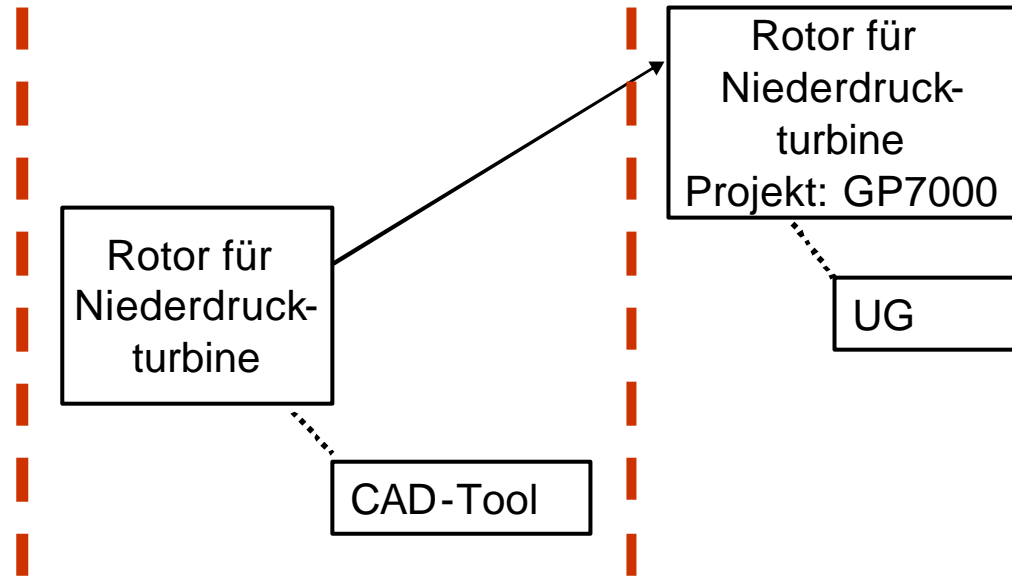 Rotor für
Niederdruck-
turbine
Projekt: GP7000
UG
Rotor für
Niederdruck-
turbine
CAD-Tool